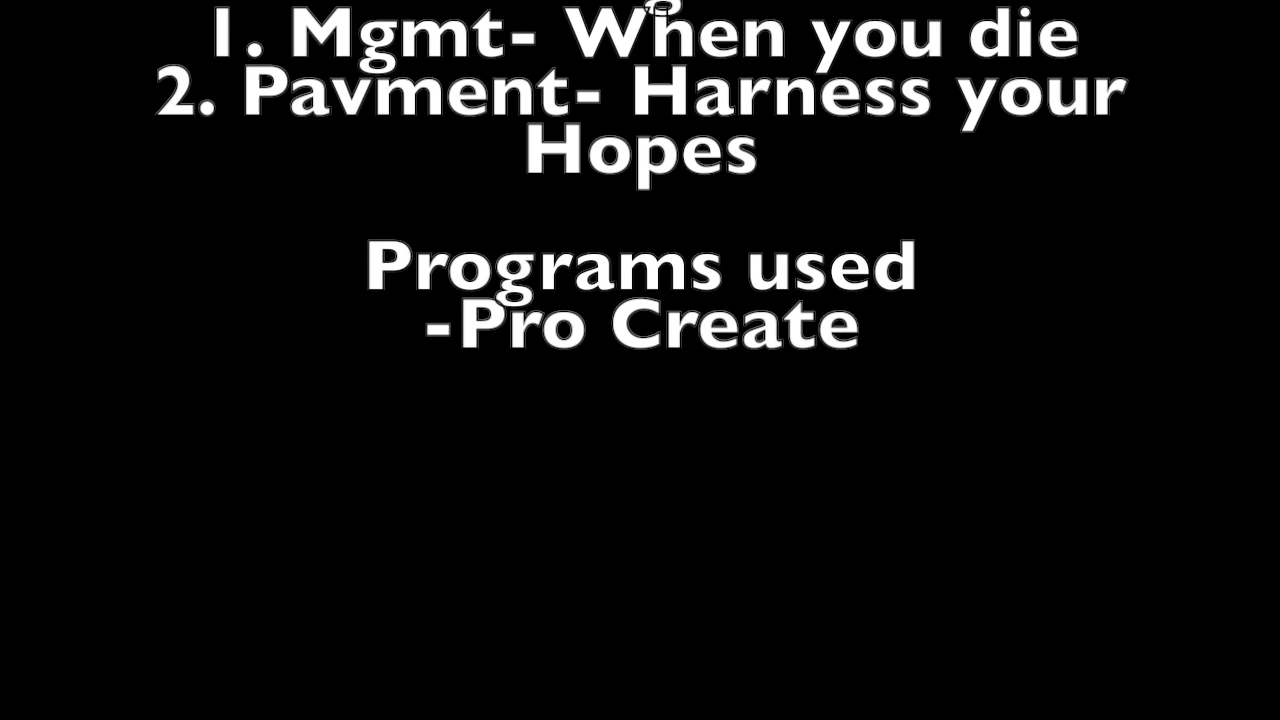 1. Mgmt- When you die
2. Pavment- Harness your
Hopes
Programs used
-Pro Create